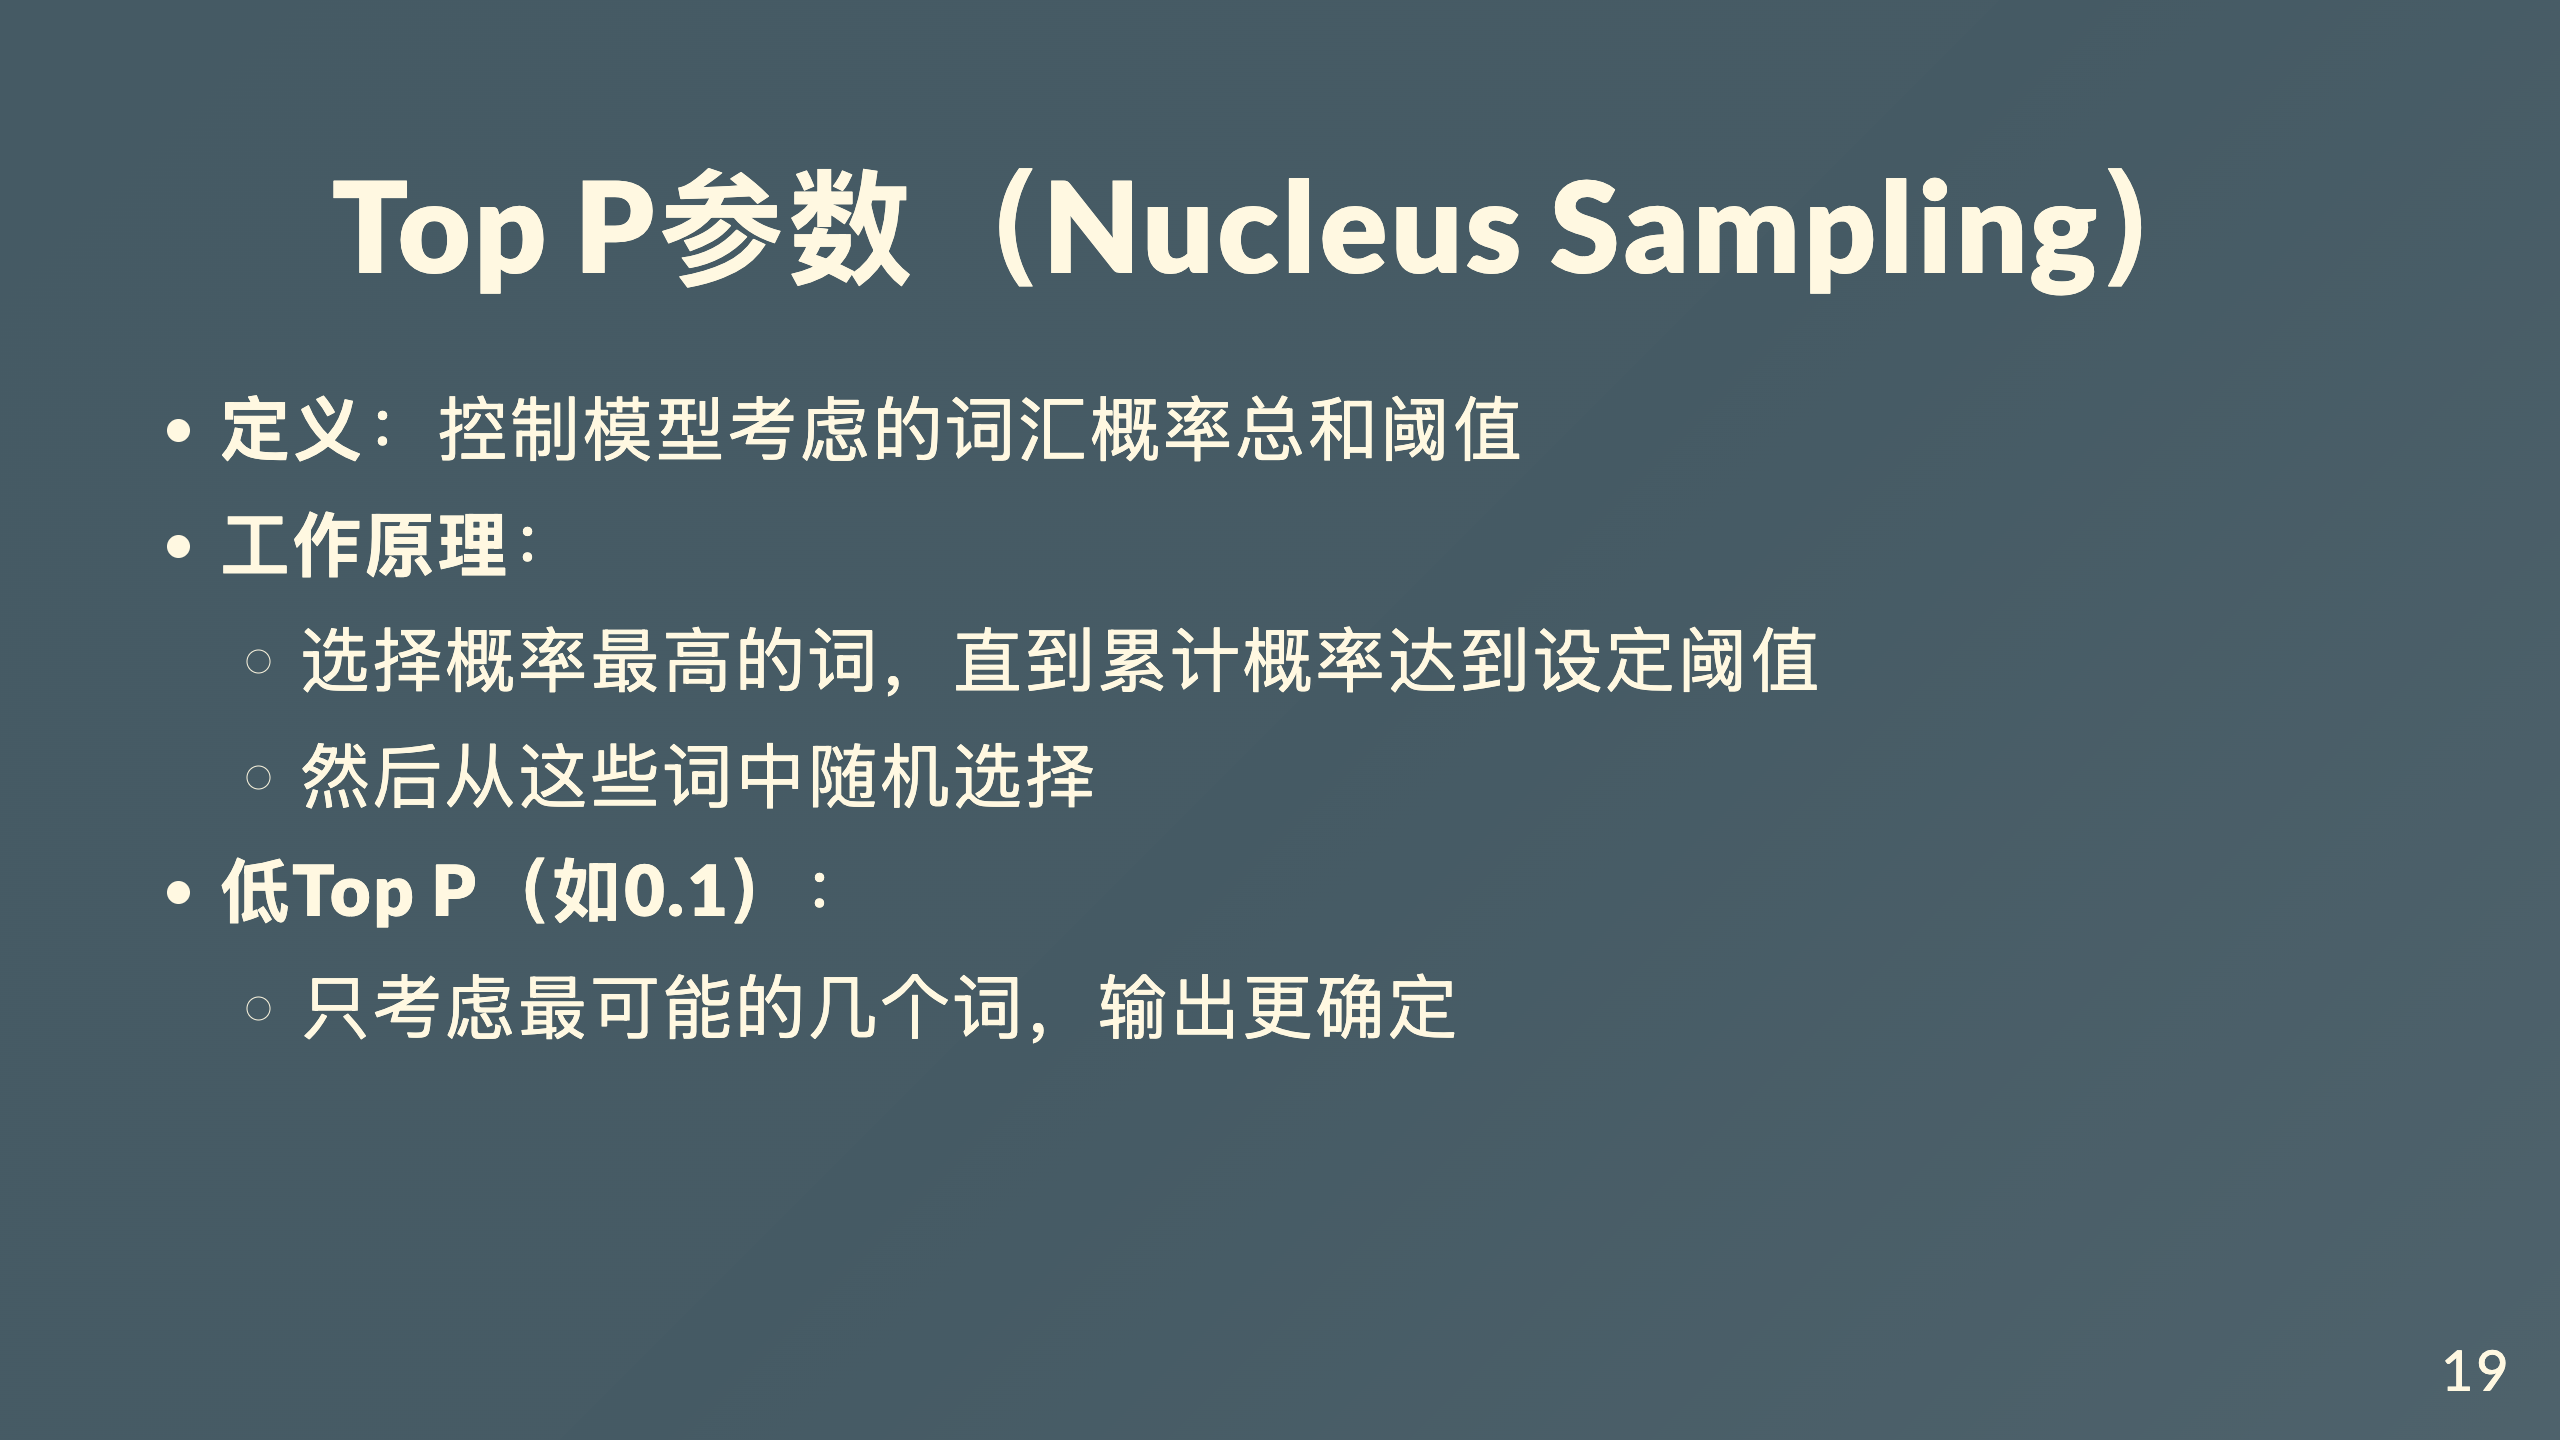 Top P参数（Nucleus Sampling）
• 定义：控制模型考虑的词汇概率总和阈值
• 工作原理：
◦ 选择概率最高的词，直到累计概率达到设定阈值
◦ 然后从这些词中随机选择
• 低Top P（如0.1）：
◦ 只考虑最可能的几个词，输出更确定
19